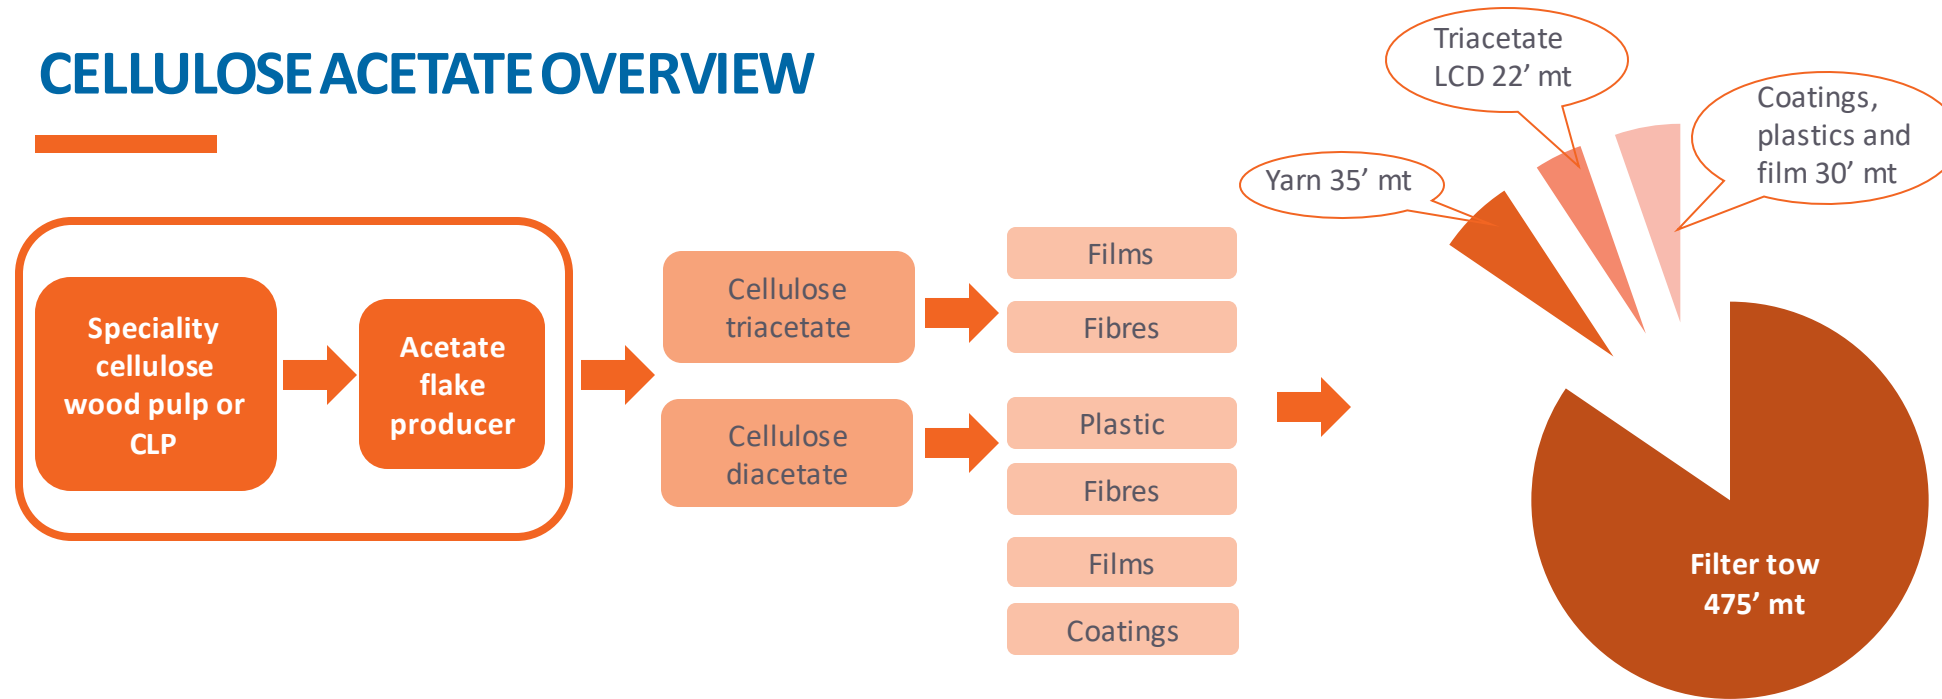 CELLULOSE ACETATE OVERVIEW
Speciality
cellulose
wood pulp or
CLP
Acetate
flake
producer
Cellulose
triacetate
Cellulose
diacetate
Films
Fibres
Plastic
Fibres
Films
Coatings
Yarn 35’ mt
Triacetate
LCD 22’ mt
Coatings,
plastics and
film 30’ mt
Filter tow
475’ mt